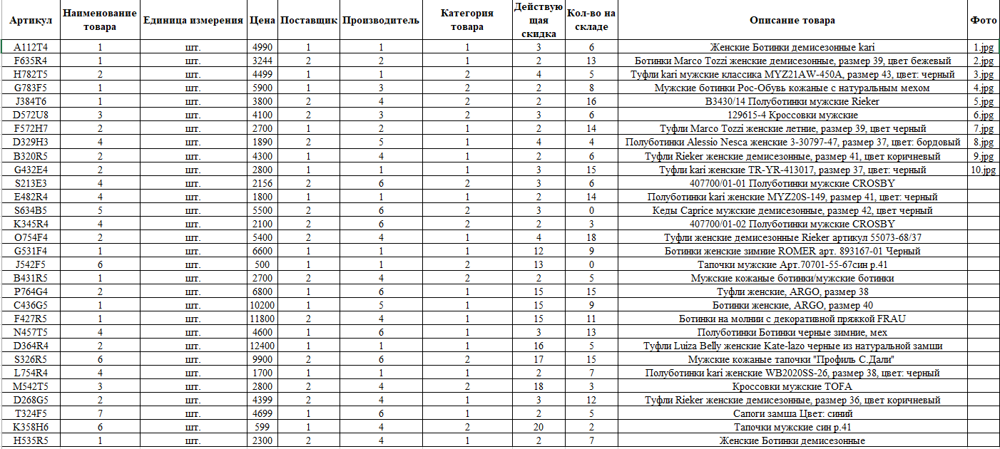 Артикул Наименование товара Единица измерения Цена Поставщик Производитель Категория товара Действующая скидка Кол-во на складе Описание товара Фото
A112T4 1 шт. 4990 1 1 1 3 6 Женские Ботинки демисезонные kari 1.jpg
F635R4 1 шт. 3244 2 2 1 2 13 Ботинки Marco Tozzi женские демисезонные, размер 39, цвет бежевый 2.jpg
H782T5 2 шт. 4499 1 1 2 4 5 Туфли kari мужские классика MYZ21AW-450A, размер 43, цвет: черный 3.jpg
G783F5 1 шт. 5900 1 3 2 2 8 Мужские ботинки Рос-Обувь кожаные с натуральным мехом 4.jpg
J384T6 1 шт. 3800 2 4 2 2 16 B3430/14 Полуботинки мужские Rieker 5.jpg
D572U8 3 шт. 4100 2 3 2 3 6 129615-4 Кроссовки мужские 6.jpg
F572H7 2 шт. 2700 1 2 1 2 14 Туфли Marco Tozzi женские летние, размер 39, цвет черный 7.jpg
D329H3 4 шт. 1890 2 5 1 4 4 Полуботинки Alessio Nesca женские 3-30797-47, размер 37, цвет: бордовый 8.jpg
B320R5 2 шт. 4300 1 4 1 2 6 Туфли Rieker женские демисезонные, размер 41, цвет коричневый 9.jpg
G432E4 2 шт. 2800 1 1 1 3 15 Туфли kari женские TR-YR-413017, размер 37, цвет: черный 10.jpg
S213E3 4 шт. 2156 2 6 2 3 6 407700/01-01 Полуботинки мужские CROSBY
E482R4 4 шт. 1800 1 1 1 2 14 Полуботинки kari женские MYZ20S-149, размер 41, цвет: черный
S634B5 5 шт. 5500 2 6 2 3 0 Кеды Caprice мужские демисезонные, размер 42, цвет черный
K345R4 4 шт. 2100 2 6 2 2 3 407700/01-02 Полуботинки мужские CROSBY
O754F4 2 шт. 5400 2 4 1 4 18 Туфли женские демисезонные Rieker артикул 55073-68/37
G531F4 1 шт. 6600 1 1 1 12 9 Ботинки женские зимние ROMER арт. 893167-01 Черный
J542F5 6 шт. 500 1 1 2 13 0 Тапочки мужские Арт.70701-55-67син р.41
B431R5 1 шт. 2700 2 4 2 2 5 Мужские кожаные ботинки/мужские ботинки
P764G4 2 шт. 6800 1 6 1 15 15 Туфли женские, ARGO, размер 38
C436G5 1 шт. 10200 1 5 1 15 9 Ботинки женские, ARGO, размер 40
F427R5 1 шт. 11800 2 4 1 15 11 Ботинки на молнии с декоративной пряжкой FRAU
N457T5 4 шт. 4600 1 6 1 3 13 Полуботинки Ботинки черные зимние, мех
D364R4 2 шт. 12400 1 1 1 16 5 Туфли Luiza Belly женские Kate-lazo черные из натуральной замши
S326R5 6 шт. 9900 2 6 2 17 15 Мужские кожаные тапочки "Профиль С.Дали"
L754R4 4 шт. 1700 1 1 1 2 7 Полуботинки kari женские WB2020SS-26, размер 38, цвет: черный
M542T5 3 шт. 2800 2 4 2 18 3 Кроссовки мужские TOFA
D268G5 2 шт. 4399 2 4 1 3 12 Туфли Rieker женские демисезонные, размер 36, цвет коричневый
T324F5 7 шт. 4699 1 6 1 2 5 Сапоги замша Цвет: синий
K358H6 6 шт. 599 1 4 2 20 2 Тапочки мужские син р.41
H535R5 1 шт. 2300 2 4 1 2 7 Женские Ботинки демисезонные